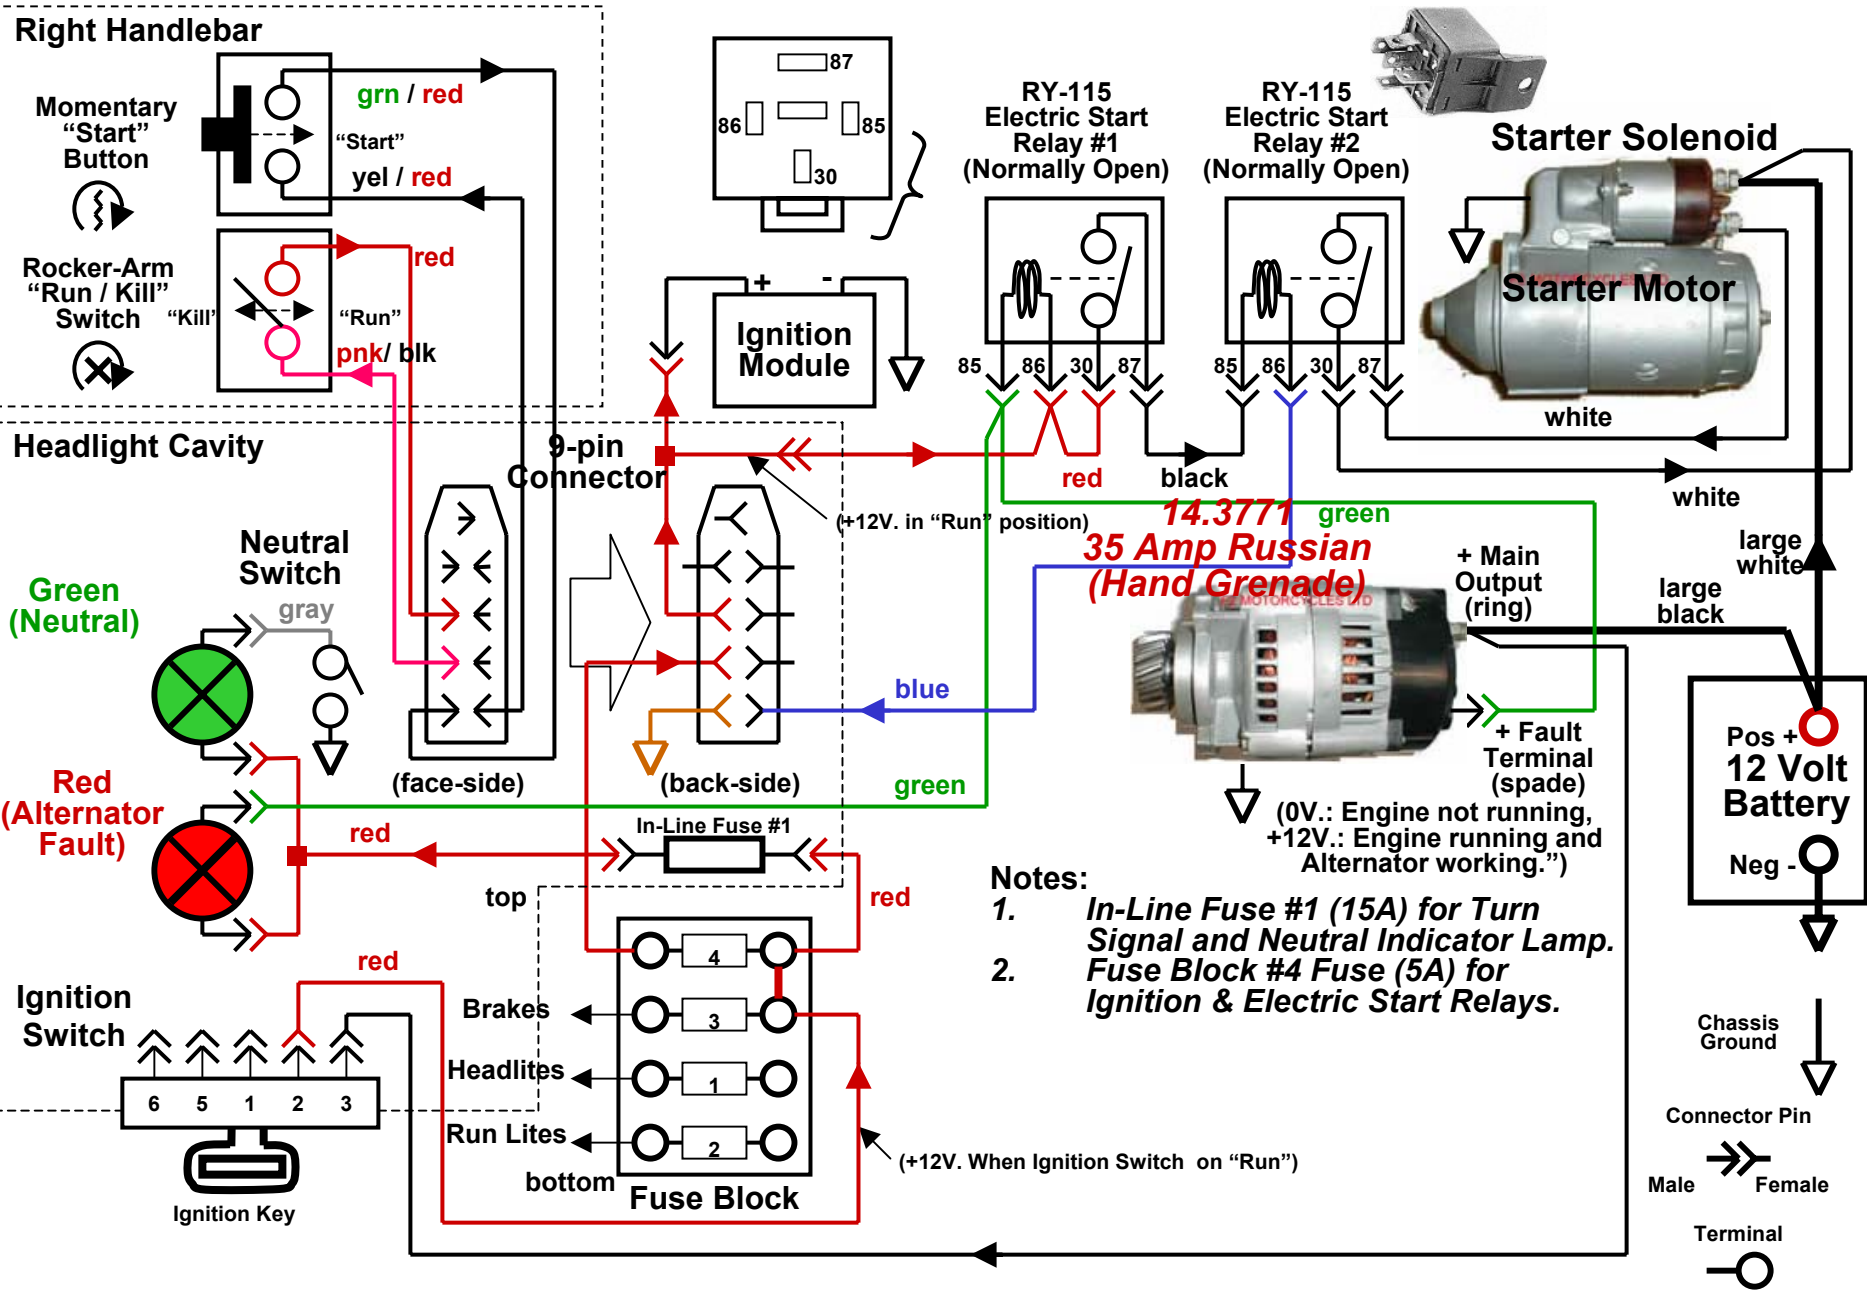 Right Handlebar
Momentary
“Start”
Button
grn / red
“Start”
yel / red
Rocker-Arm
“Run / Kill”
Switch
“Kill’
“Run”
red
pnk/ blk
87
86
85
30
RY-115
Electric Start
Relay #1
(Normally Open)
RY-115
Electric Start
Relay #2
(Normally Open)
Starter Solenoid
Starter Motor
+
-
Ignition
Module
85
86
30
87
85
86
30
87
white
white
red
black
Headlight Cavity
9-pin
Connector
(+12V. in “Run” position)
14.3771
35 Amp Russian
(Hand Grenade)
MOTORCYCLES LTD
green
+ Main
Output
(ring)
large
white
large
black
Neutral
Switch
gray
Green
(Neutral)
Red
(Alternator
Fault)
(face-side)
(back-side)
blue
green
+ Fault
Terminal
(spade)
(0V.: Engine not running,
+12V.: Engine running and
Alternator working.”)
Pos +
12 Volt
Battery
Neg -
In-Line Fuse #1
red
red
top
Notes:
1. In-Line Fuse #1 (15A) for Turn
Signal and Neutral Indicator Lamp.
2. Fuse Block #4 Fuse (5A) for
Ignition & Electric Start Relays.
red
Ignition
Switch
6
5
1
2
3
Ignition Key
4
Brakes
3
Headlites
1
Run Lites
2
bottom
Fuse Block
(+12V. When Ignition Switch on “Run”)
Chassis
Ground
Connector Pin
Male
Female
Terminal